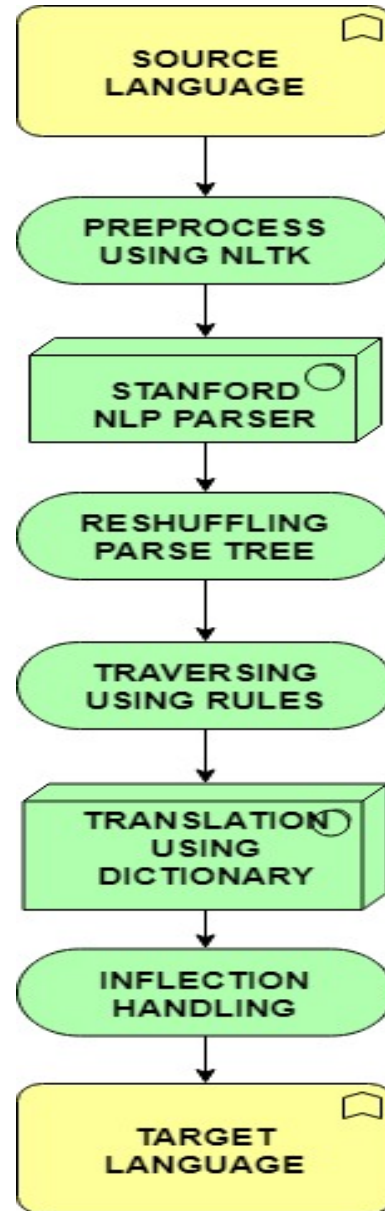 SOURCE
LANGUAGE
PREPROCESS
USING NLTK
STANFORD
NLP PARSER
RESHUFFLING
PARSE TREE
TRAVERSING
USING RULES
TRANSLATION
USING
DICTIONARY
INFLECTION
HANDLING
TARGET
LANGUAGE